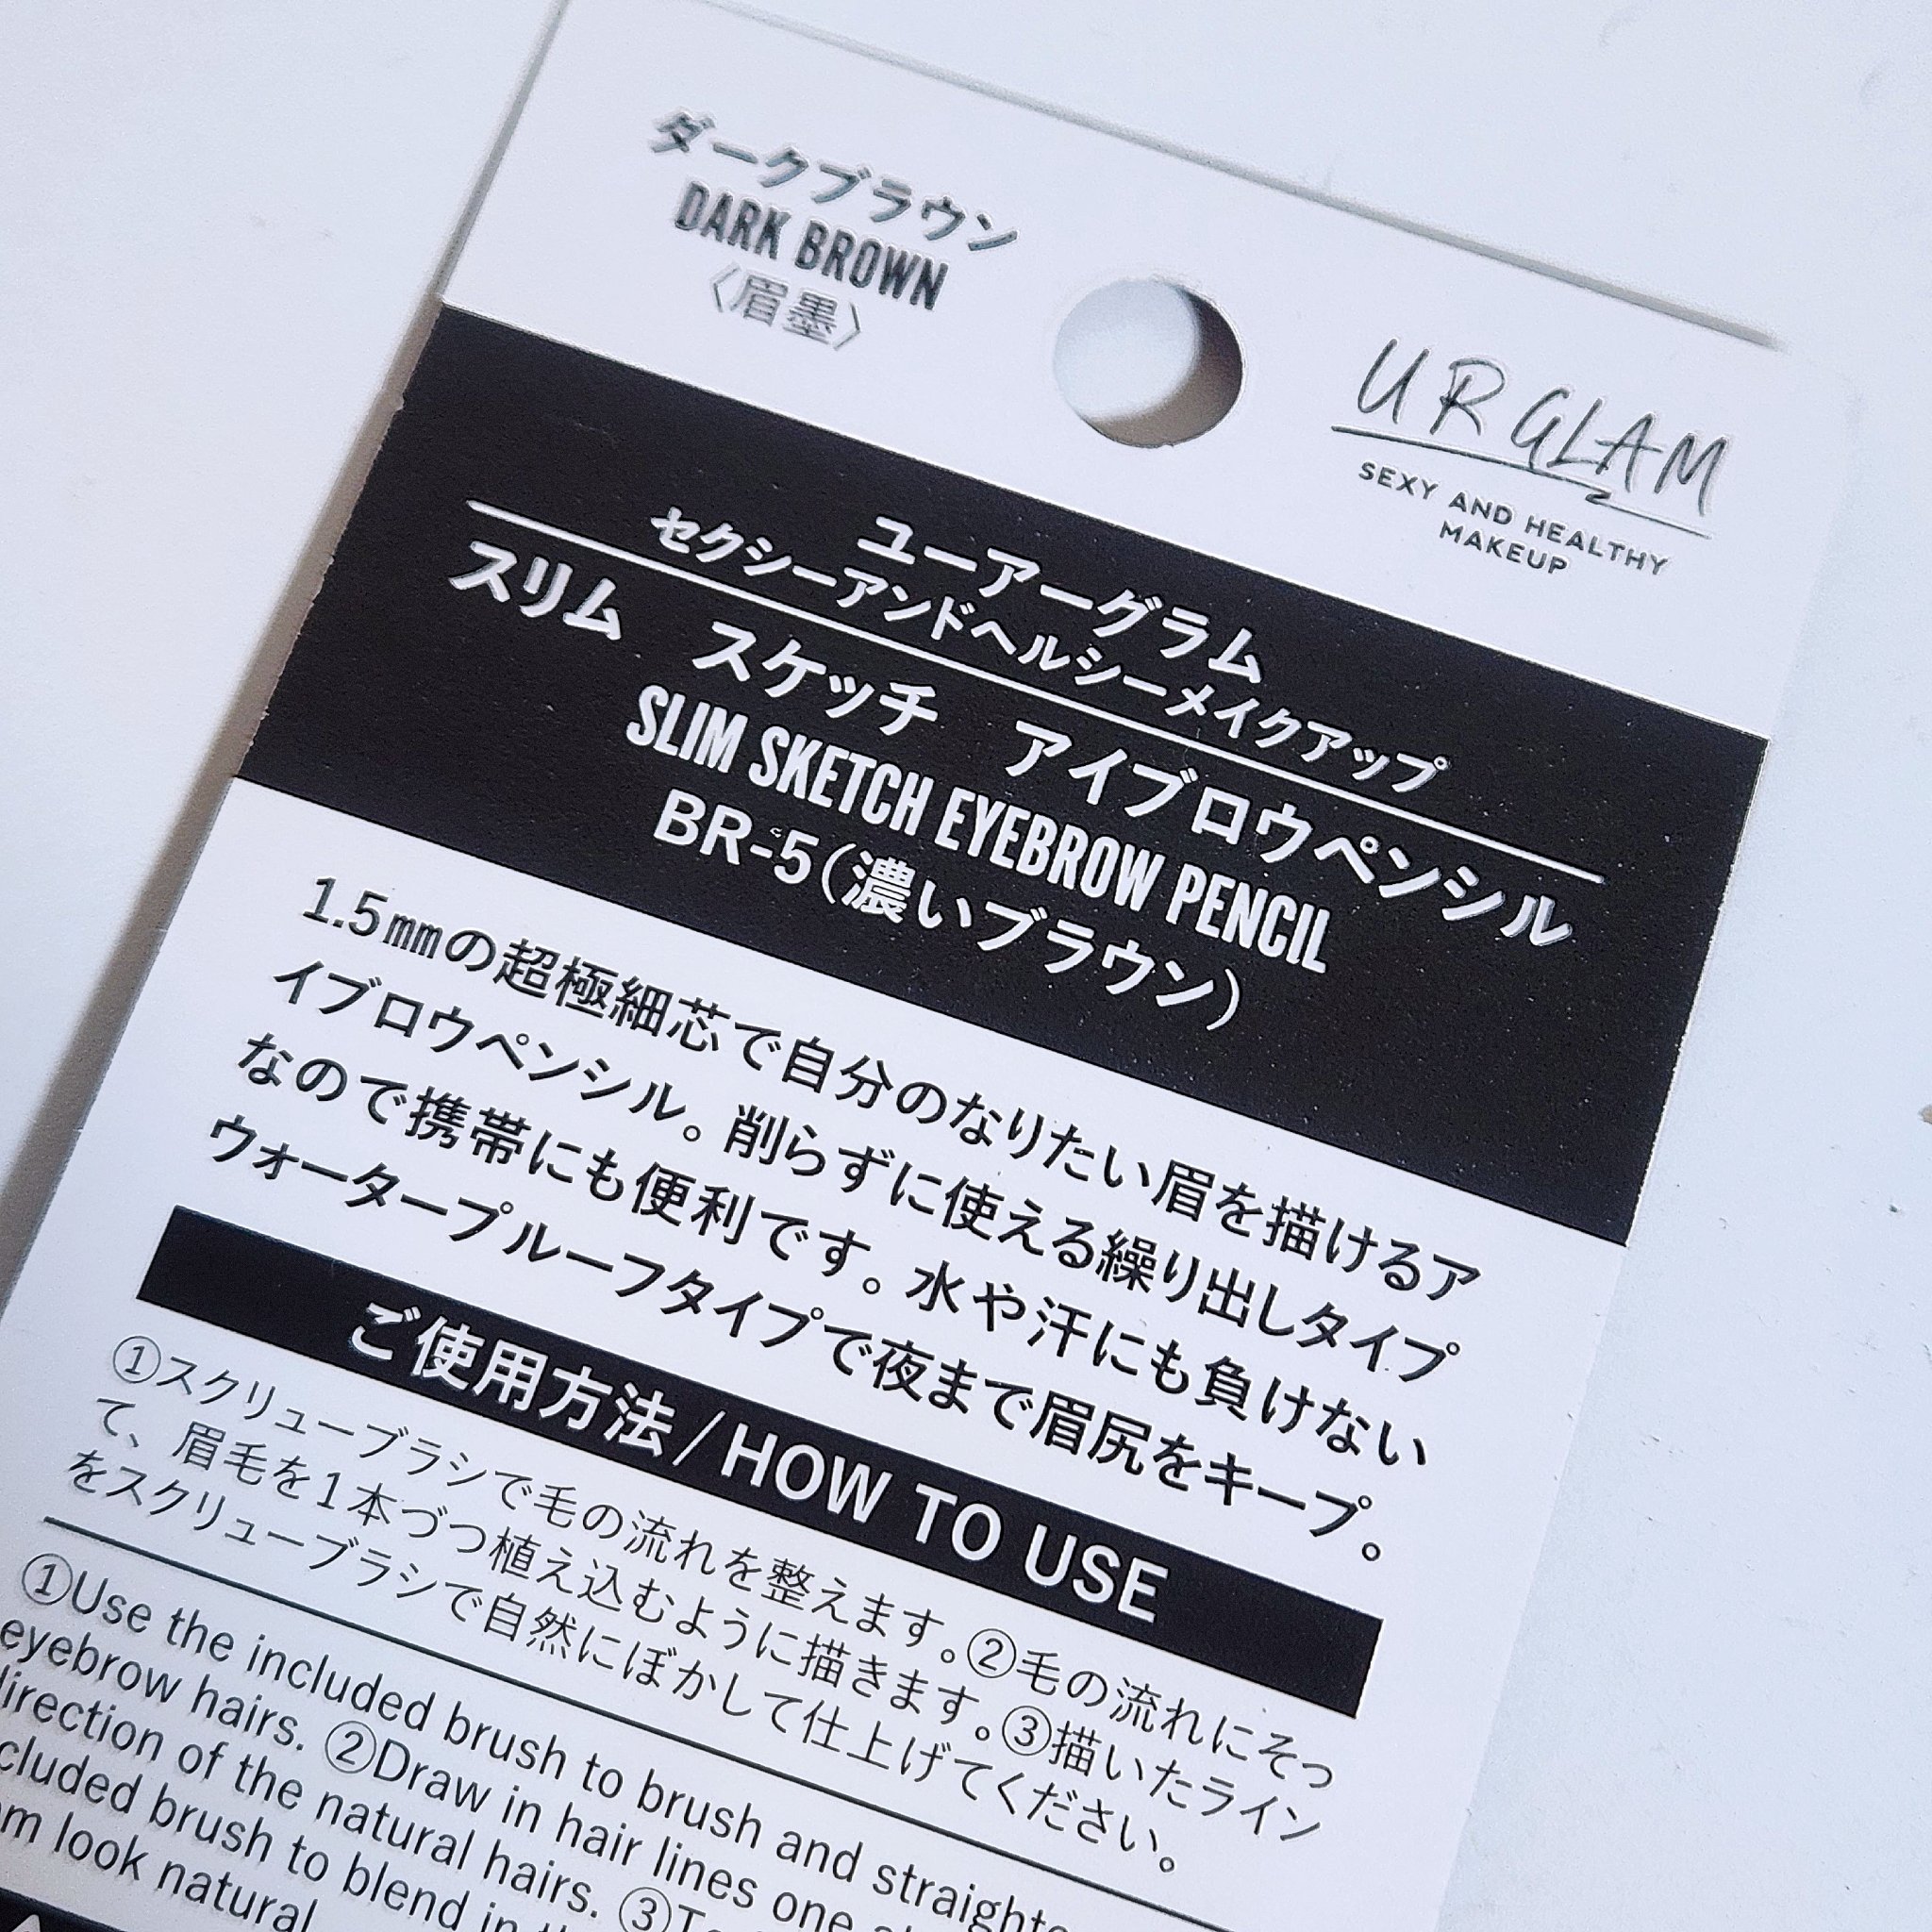 ダークブラウン
DARK BROWN
〈眉墨〉
URGLAM
SEXY AND HEALTHY
MAKEUP
ユーアーグラム
セクシーアンドヘルシーメイクアップ
スリム　スケッチ　アイブロウペンシル
SLIM SKETCH EYEBROW PENCIL
BR-5（濃いブラウン）
1.5㎜の超極細芯で自分のなりたい眉を描けるア
イブロウペンシル。削らずに使える繰り出しタイプ
なので携帯にも便利です。水や汗にも負けない
ウォータープルーフタイプで夜まで眉尻をキープ。
ご使用方法/HOW TO USE
①スクリューブラシで毛の流れを整えます。②毛の流れにそっ
て、眉毛を1本づつ植え込むように描きます。③描いたライン
をスクリューブラシで自然にぼかして仕上げてください。
①Use the included brush to brush and
eyebrow hairs. ②Draw in hair lines one
direction of the natural hairs. ③
brush to blend in
look natural